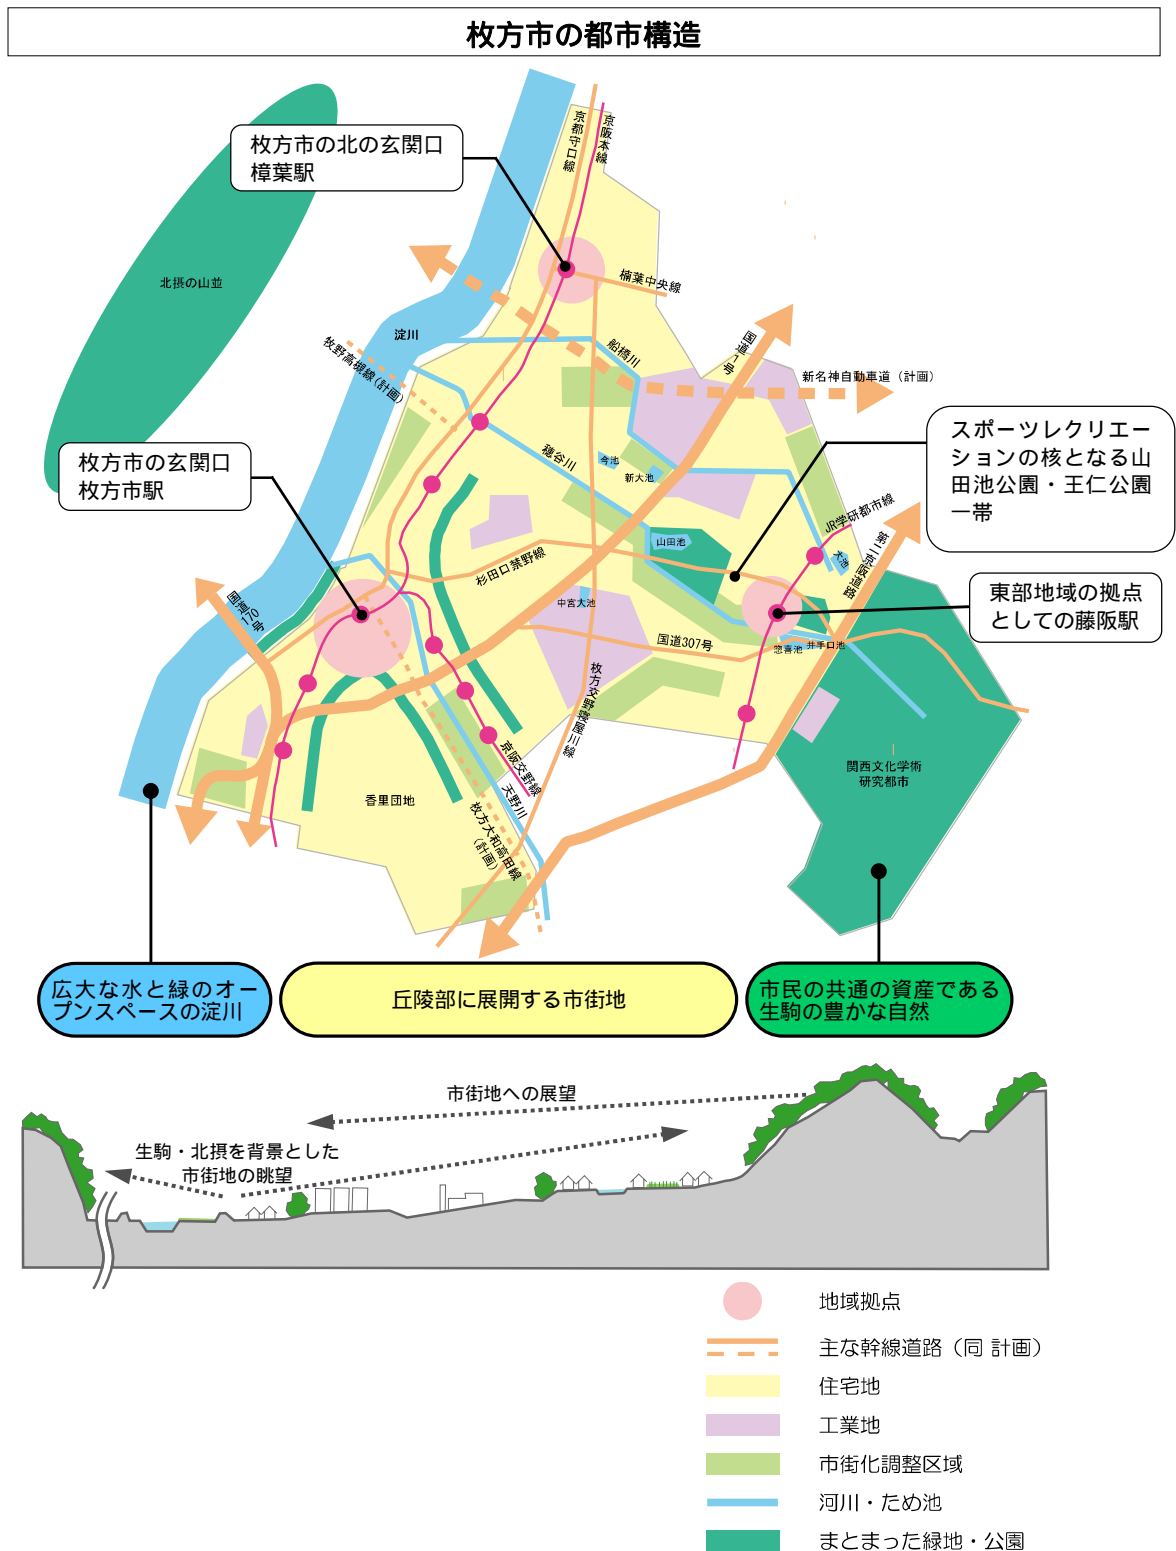 枚方市の都市構造
京都守口線
京阪本線
枚方市の北の玄関口
樟葉駅
北摂の山並
楠葉中央線
淀川
牧野高槻線(計画)
船橋川
国道1号
新名神自動車道（計画）
枚方市の玄関口
枚方市駅
穂谷川
今池
新大池
スポーツレクリエー
ションの核となる山
田池公園・王仁公園
一帯
JR学研都市線
第二京阪道路
山田池
大池
杉田口禁野線
中宮大池
国道170号
東部地域の拠点
としての藤阪駅
国道307号
惣喜池
井手口池
枚方交野寝屋川線
京阪交野線
天野川
香里団地
枚方大和高田線
(計画)
関西文化学術
研究都市
広大な水と緑のオー
プンスペースの淀川
丘陵部に展開する市街地
市民の共通の資産である
生駒の豊かな自然
市街地への展望
生駒・北摂を背景とした
市街地の眺望
地域拠点
主な幹線道路（同 計画）
住宅地
工業地
市街化調整区域
河川・ため池
まとまった緑地・公園